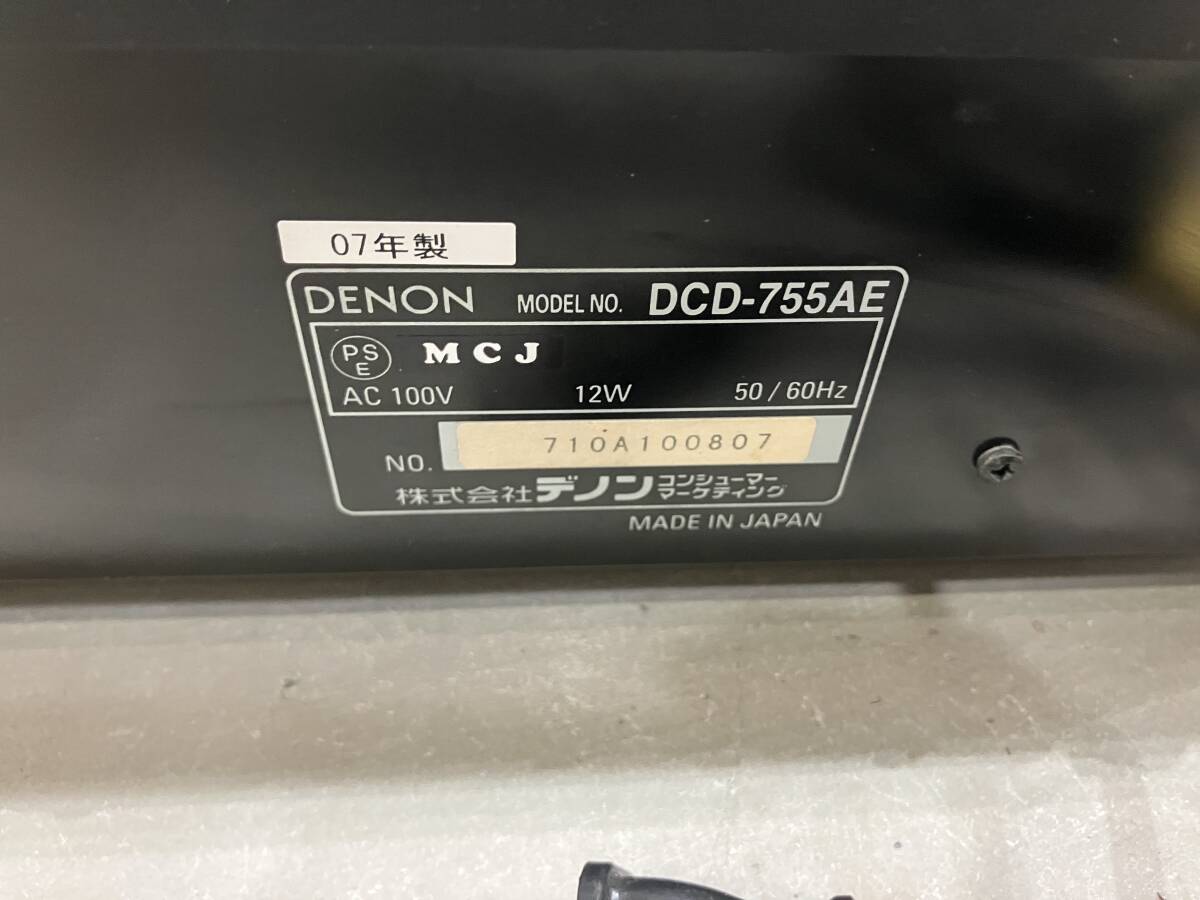 07年製
DENON MODEL NO. DCD-755AE
PSE MCJ
AC 100V 12W 50/60Hz
NO. 710A100807
株式会社デノンコンシューマーマーケティング
MADE IN JAPAN